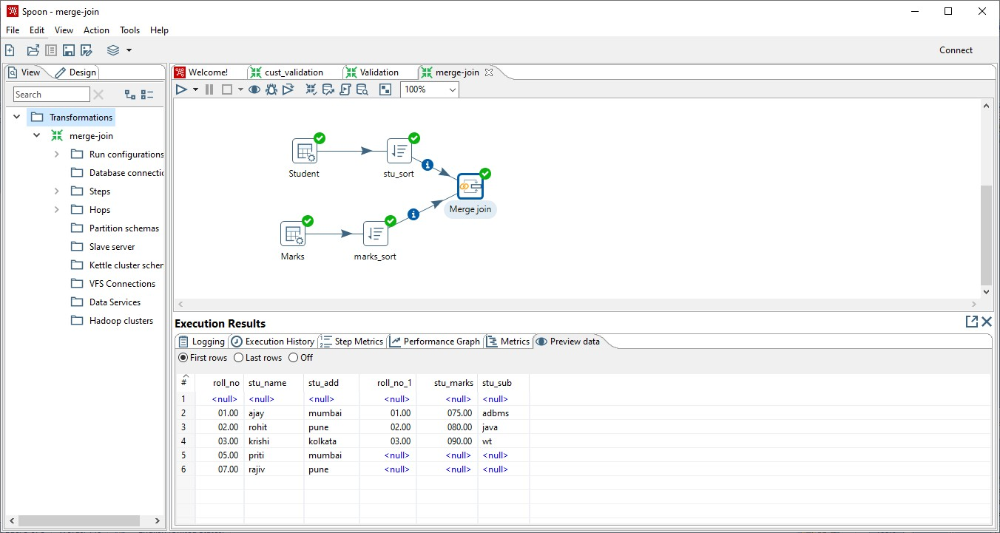 Spoon - merge-join
File Edit View Action Tools Help
Connect
View Design
Search
Transformations
merge-join
Run configurations
Database connectic
Steps
Hops
Partition schemas
Slave server
Kettle cluster scher
VFS Connections
Data Services
Hadoop clusters
Welcome! cust_validation Validation merge-join
100%
Student
stu_sort
Merge join
Marks
marks_sort
Execution Results
Logging Execution History Step Metrics Performance Graph Metrics Preview data
First rows Last rows Off
# roll_no stu_name stu_add roll_no_1 stu_marks stu_sub
1 <null> <null> <null> <null> <null> <null>
2 01.00 ajay mumbai 01.00 075.00 adbms
3 02.00 rohit pune 02.00 080.00 java
4 03.00 krishi kolkata 03.00 090.00 wt
5 05.00 priti mumbai <null> <null> <null>
6 07.00 rajiv pune <null> <null> <null>